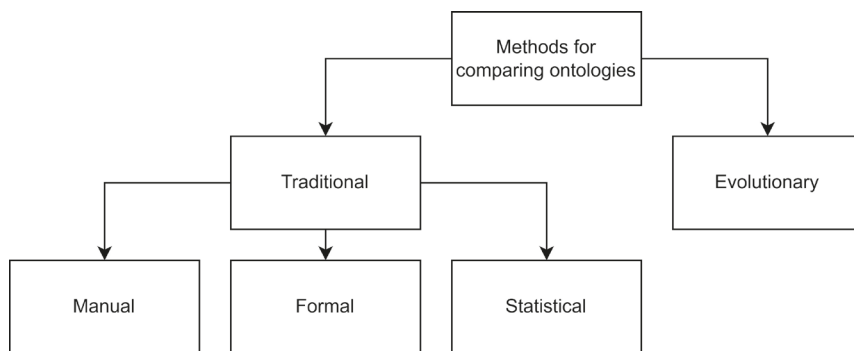 Methods for
comparing ontologies
Traditional
Evolutionary
Manual
Formal
Statistical